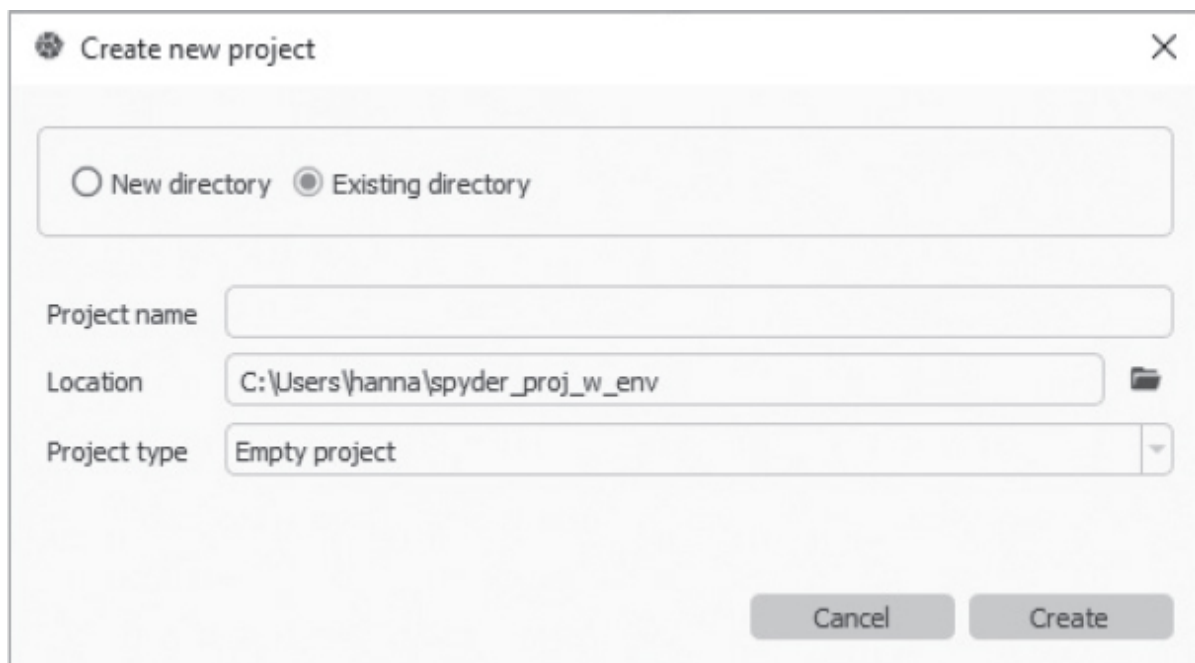 Create new project
New directory Existing directory
Project name
Location C:\Users\hanna\spyder_proj_w_env
Project type Empty project
Cancel Create